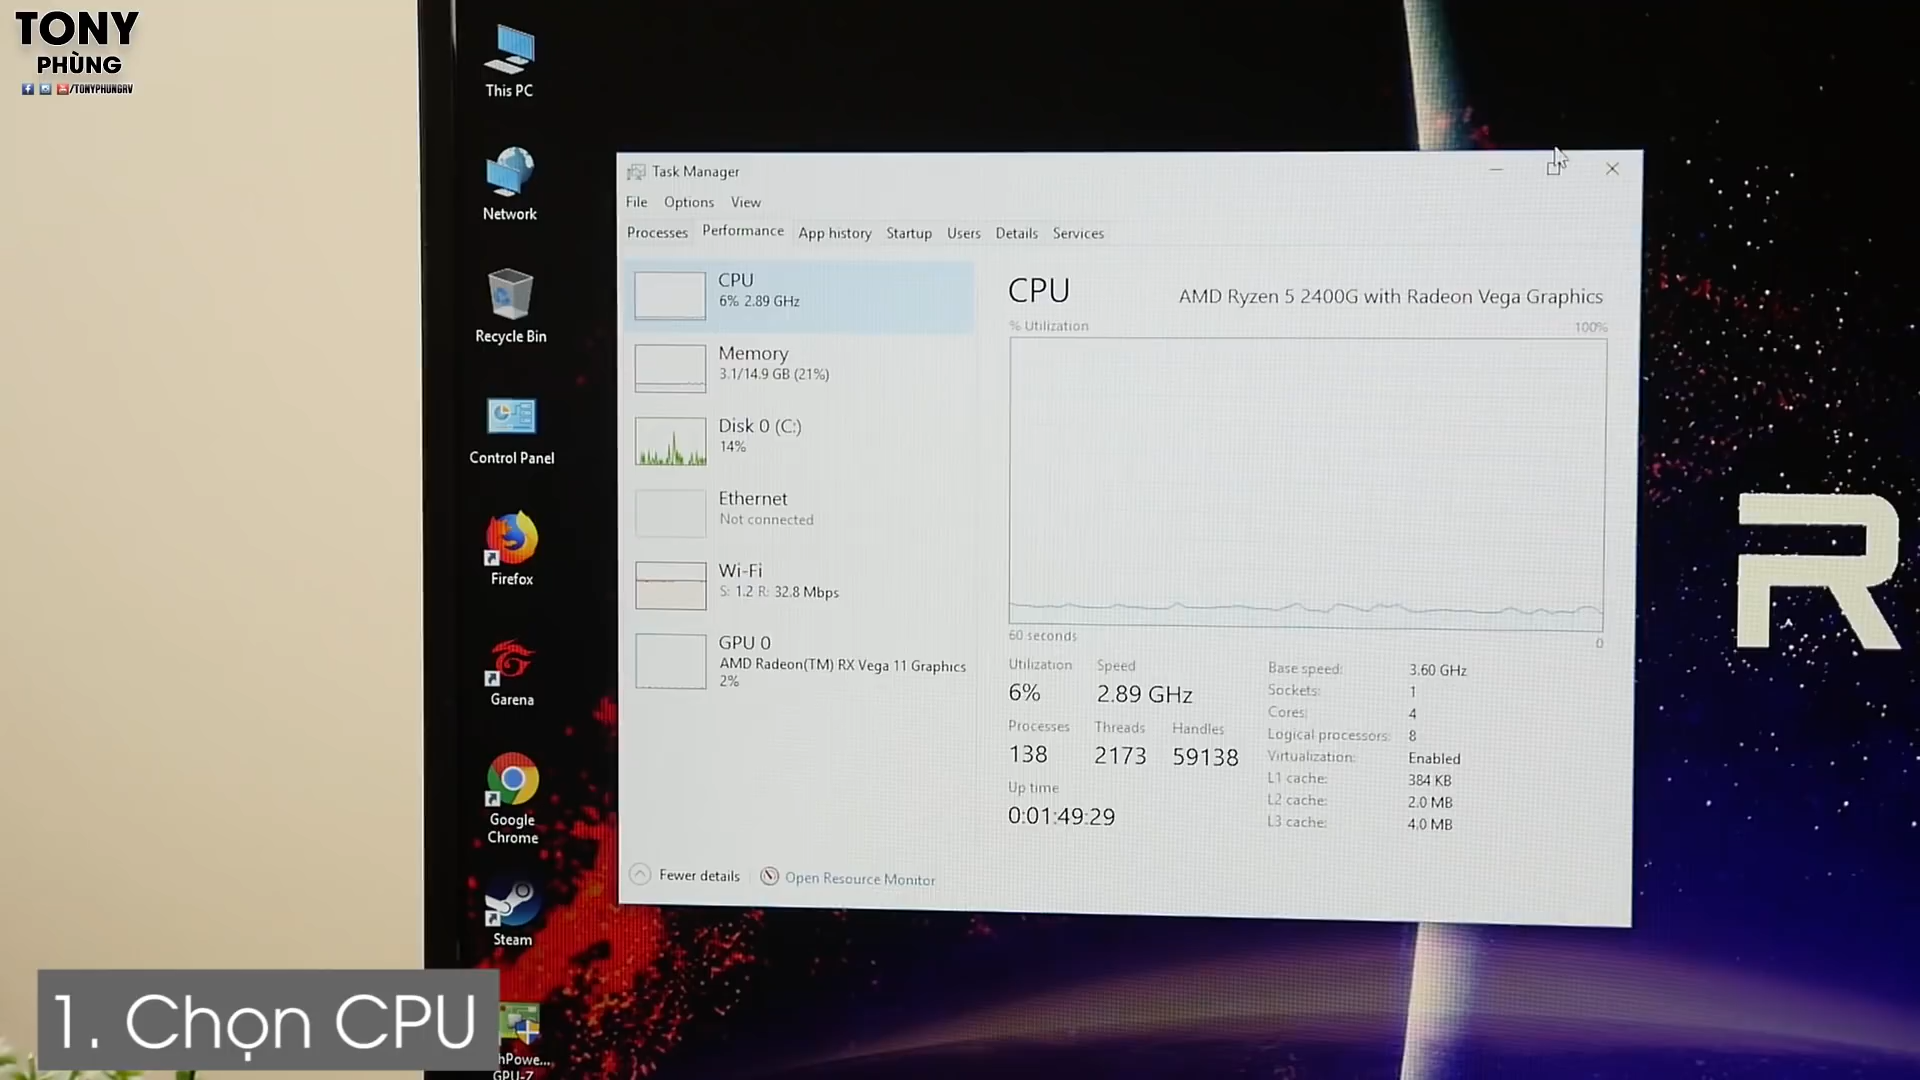 TONY
PHÙNG
/TONYPHUNGRV
This PC
Network
Recycle Bin
Control Panel
Firefox
Garena
Google
Chrome
Steam
hPowe...
GPU-Z
Task Manager
File Options View
Processes Performance App history Startup Users Details Services
CPU
6% 2.89 GHz
Memory
3.1/14.9 GB (21%)
Disk 0 (C:)
14%
Ethernet
Not connected
Wi-Fi
S: 1.2 R: 32.8 Mbps
GPU 0
AMD Radeon(TM) RX Vega 11 Graphics
2%
CPU AMD Ryzen 5 2400G with Radeon Vega Graphics
% Utilization 100%
60 seconds 0
Utilization Speed
6% 2.89 GHz
Processes Threads Handles
138 2173 59138
Up time
0:01:49:29
Base speed: 3.60 GHz
Sockets: 1
Cores: 4
Logical processors: 8
Virtualization: Enabled
L1 cache: 384 KB
L2 cache: 2.0 MB
L3 cache: 4.0 MB
Fewer details Open Resource Monitor
R
1. Chọn CPU